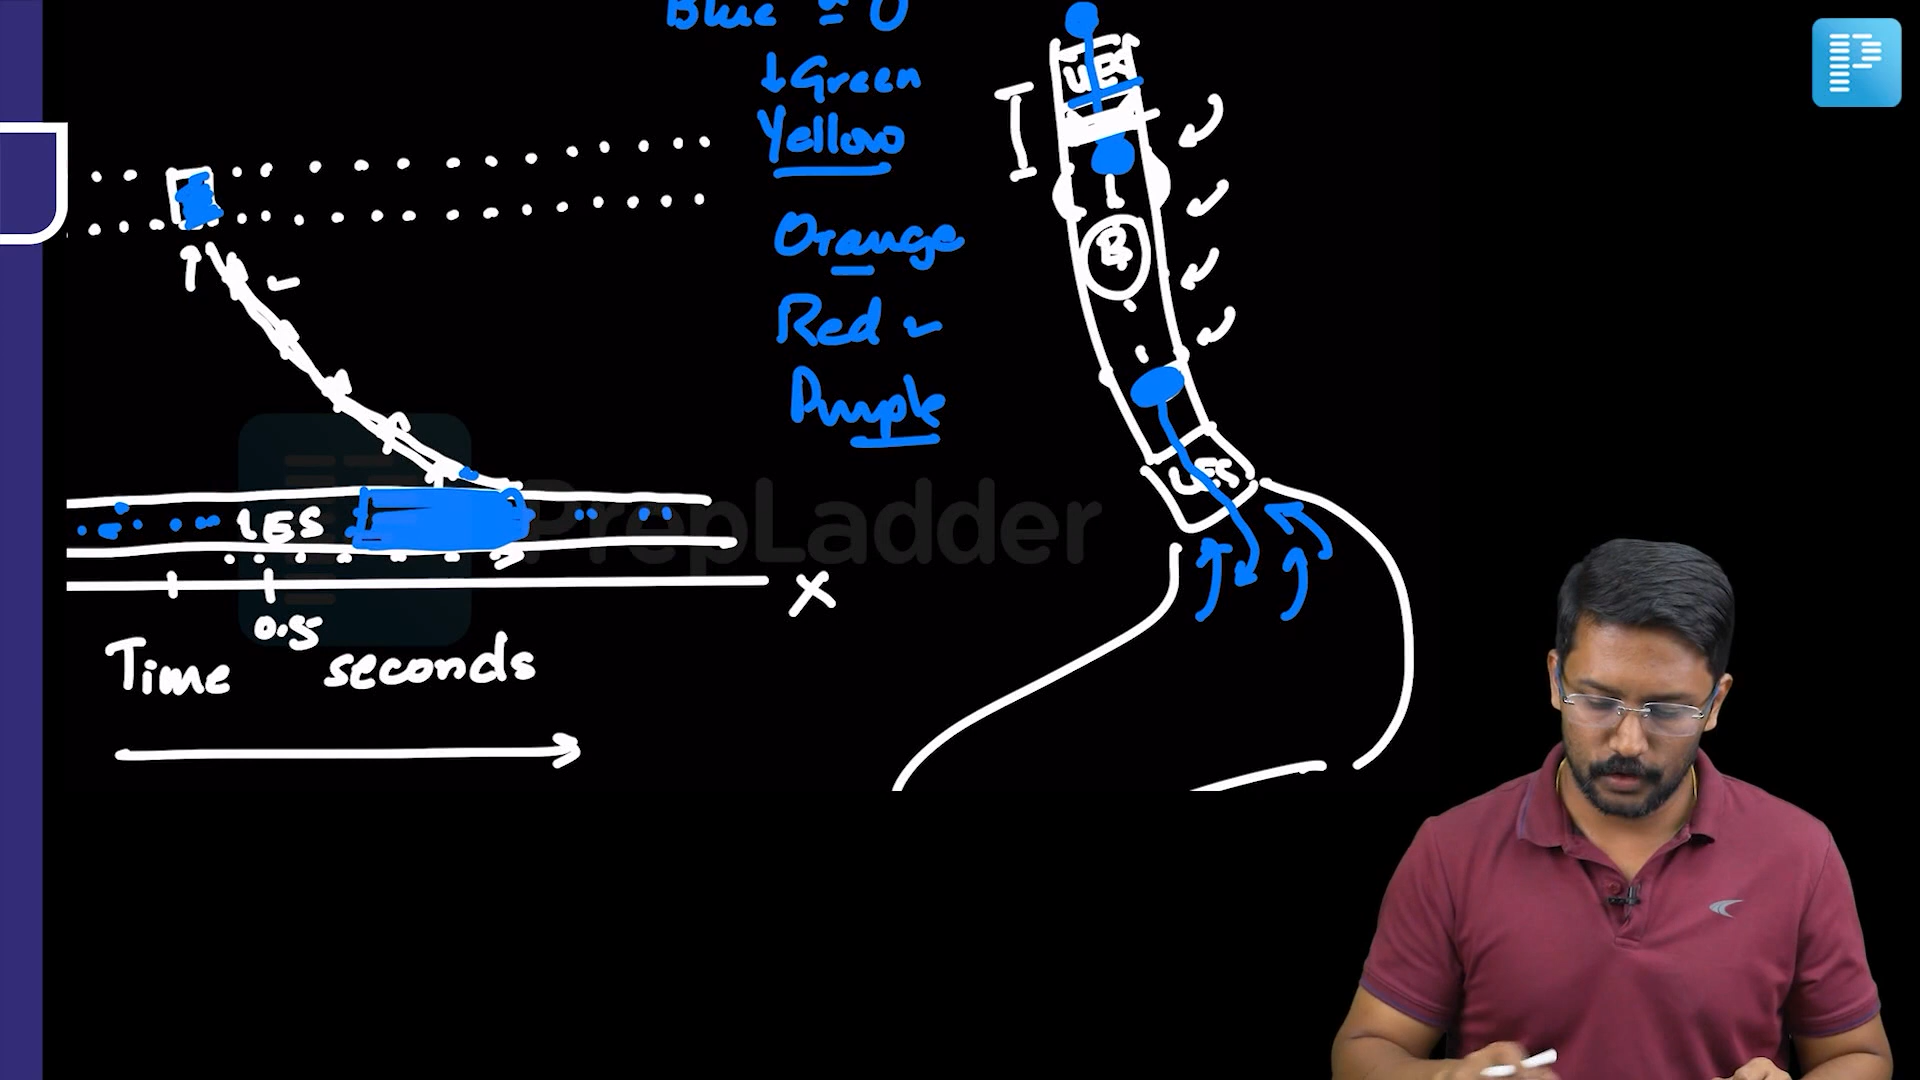 Blue = 0
↓Green
Yellow
Orange
Red
Purple
UES
B
LES
LES
X
0.5
Time seconds
PrepLadder